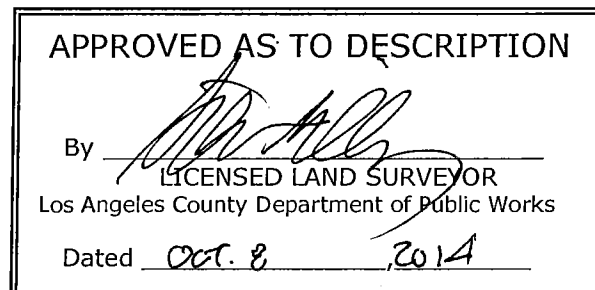 APPROVED AS TO DESCRIPTION
By
LICENSED LAND SURVEYOR
Los Angeles County Department of Public Works
Dated OCT. 8, 2014